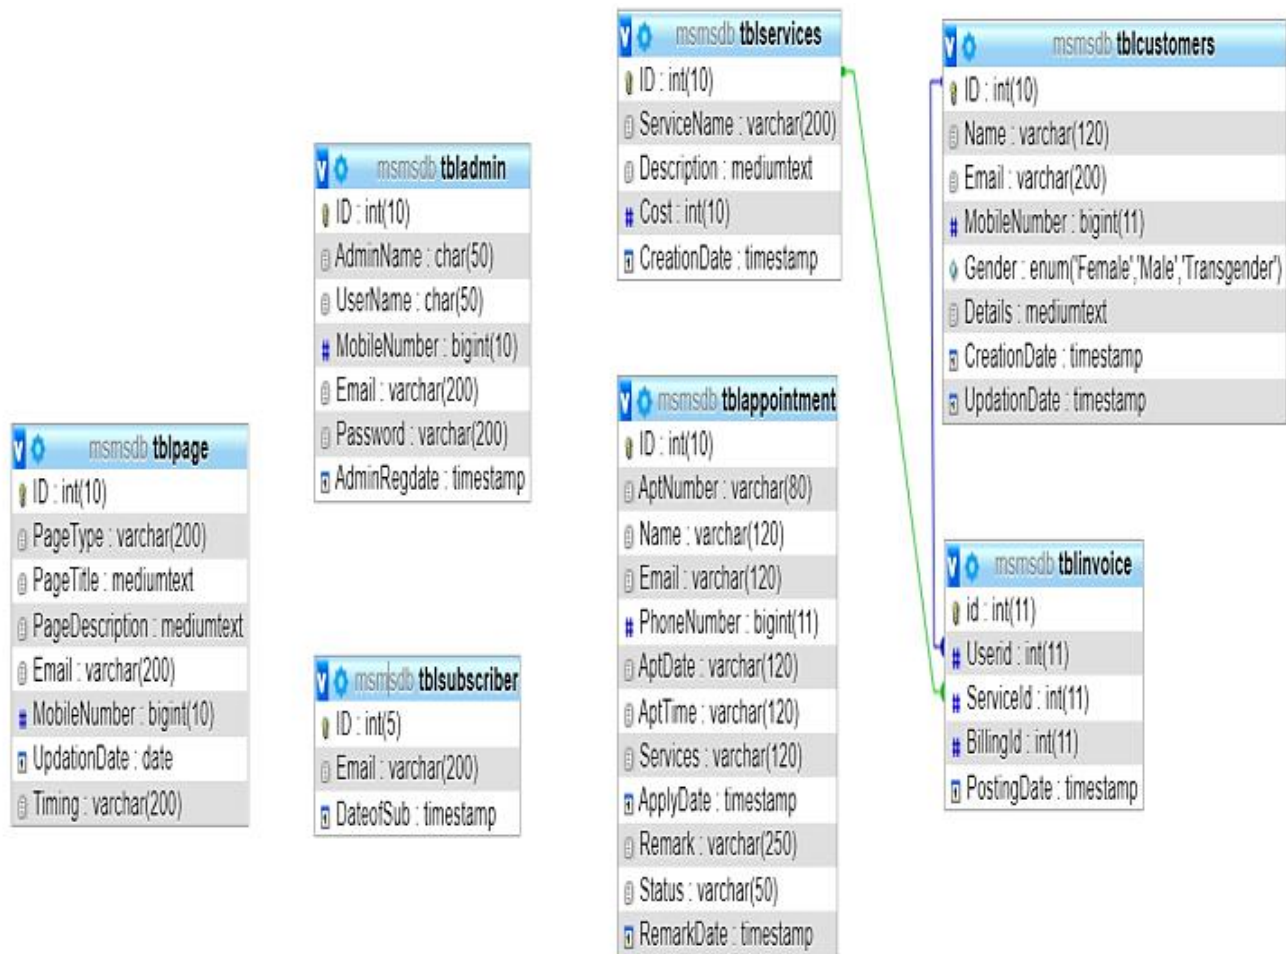 msmsdb tblservices
ID : int(10)
ServiceName : varchar(200)
Description : mediumtext
Cost : int(10)
CreationDate : timestamp
msmsdb tblcustomers
ID : int(10)
Name : varchar(120)
Email : varchar(200)
MobileNumber : bigint(11)
Gender : enum('Female','Male','Transgender')
Details : mediumtext
CreationDate : timestamp
UpdationDate : timestamp
msmsdb tbladmin
ID : int(10)
AdminName : char(50)
UserName : char(50)
MobileNumber : bigint(10)
Email : varchar(200)
Password : varchar(200)
AdminRegdate : timestamp
msmsdb tblappointment
ID : int(10)
AptNumber : varchar(80)
Name : varchar(120)
Email : varchar(120)
PhoneNumber : bigint(11)
AptDate : varchar(120)
AptTime : varchar(120)
Services : varchar(120)
ApplyDate : timestamp
Remark : varchar(250)
Status : varchar(50)
RemarkDate : timestamp
msmsdb tblpage
ID : int(10)
PageType : varchar(200)
PageTitle : mediumtext
PageDescription : mediumtext
Email : varchar(200)
MobileNumber : bigint(10)
UpdationDate : date
Timing : varchar(200)
msmsdb tblinvoice
id : int(11)
Userid : int(11)
ServiceId : int(11)
BillingId : int(11)
PostingDate : timestamp
msmsdb tblsubscriber
ID : int(5)
Email : varchar(200)
DateofSub : timestamp